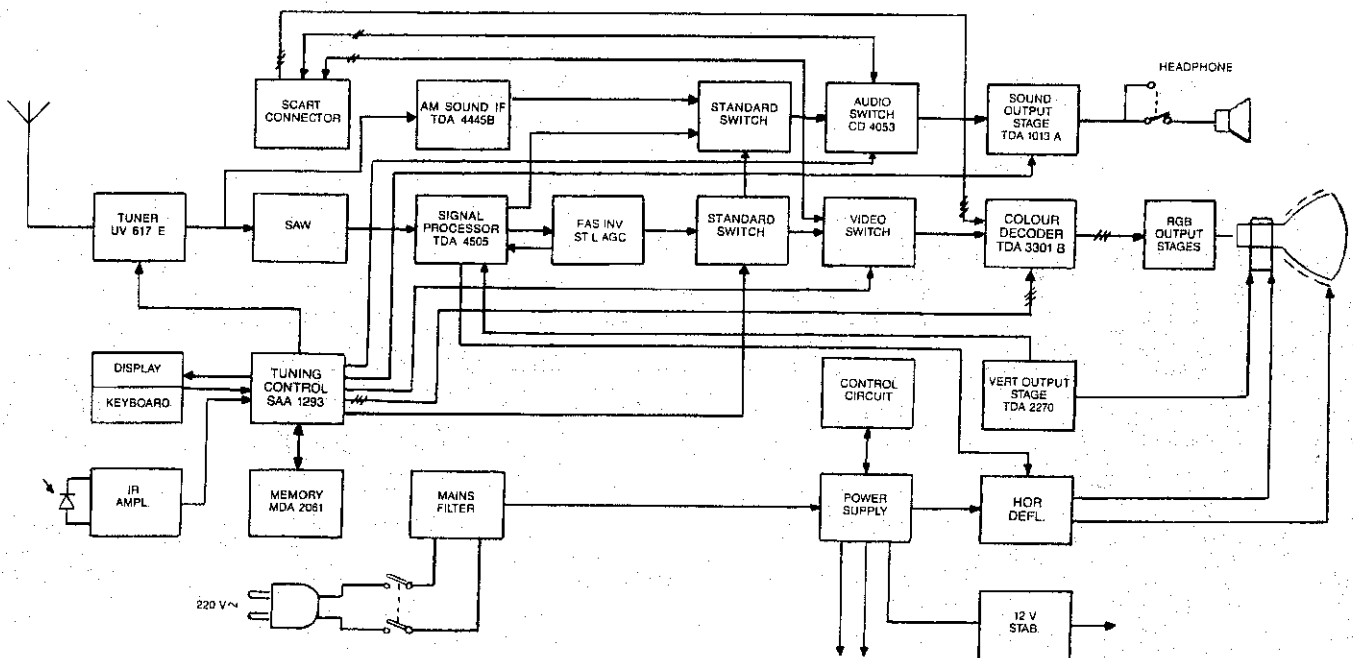 HEADPHONE
SCART
CONNECTOR
AM SOUND IF
TDA 4445B
STANDARD
SWITCH
AUDIO
SWITCH
CD 4053
SOUND
OUTPUT
STAGE
TDA 1013 A
TUNER
UV 617 E
SAW
SIGNAL
PROCESSOR
TDA 4505
FAS INV
ST L AGC
STANDARD
SWITCH
VIDEO
SWITCH
COLOUR
DECODER
TDA 3301 B
RGB
OUTPUT
STAGES
DISPLAY
KEYBOARD
TUNING
CONTROL
SAA 1293
CONTROL
CIRCUIT
VERT OUTPUT
STAGE
TDA 2270
IR
AMPL.
MEMORY
MDA 2061
MAINS
FILTER
POWER
SUPPLY
HOR
DEFL.
220 V~
12 V
STAB.